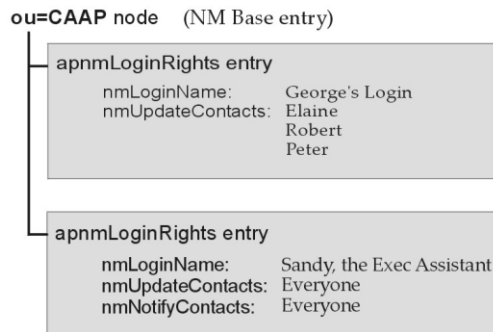 ou=CAAP node (NM Base entry)
apnmLoginRights entry
nmLoginName: George's Login
nmUpdateContacts: Elaine
Robert
Peter
apnmLoginRights entry
nmLoginName: Sandy, the Exec Assistant
nmUpdateContacts: Everyone
nmNotifyContacts: Everyone